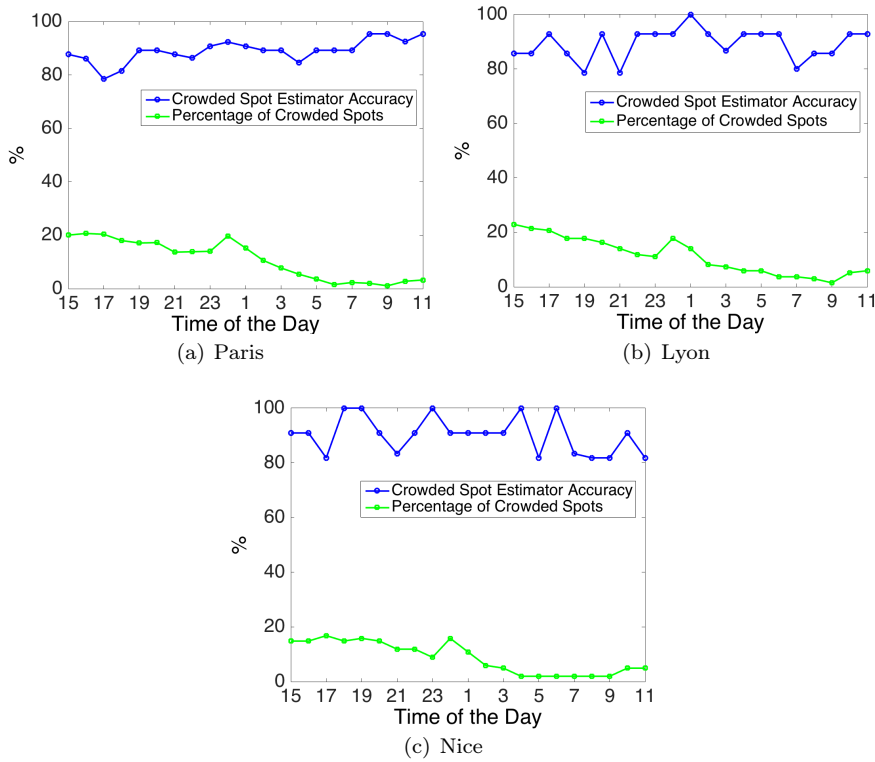 100
80
60
40
20
0
%
Crowded Spot Estimator Accuracy
Percentage of Crowded Spots
15 17 19 21 23 1 3 5 7 9 11
Time of the Day
(a) Paris
100
80
60
40
20
0
%
Crowded Spot Estimator Accuracy
Percentage of Crowded Spots
15 17 19 21 23 1 3 5 7 9 11
Time of the Day
(b) Lyon
100
80
60
40
20
0
%
Crowded Spot Estimator Accuracy
Percentage of Crowded Spots
15 17 19 21 23 1 3 5 7 9 11
Time of the Day
(c) Nice